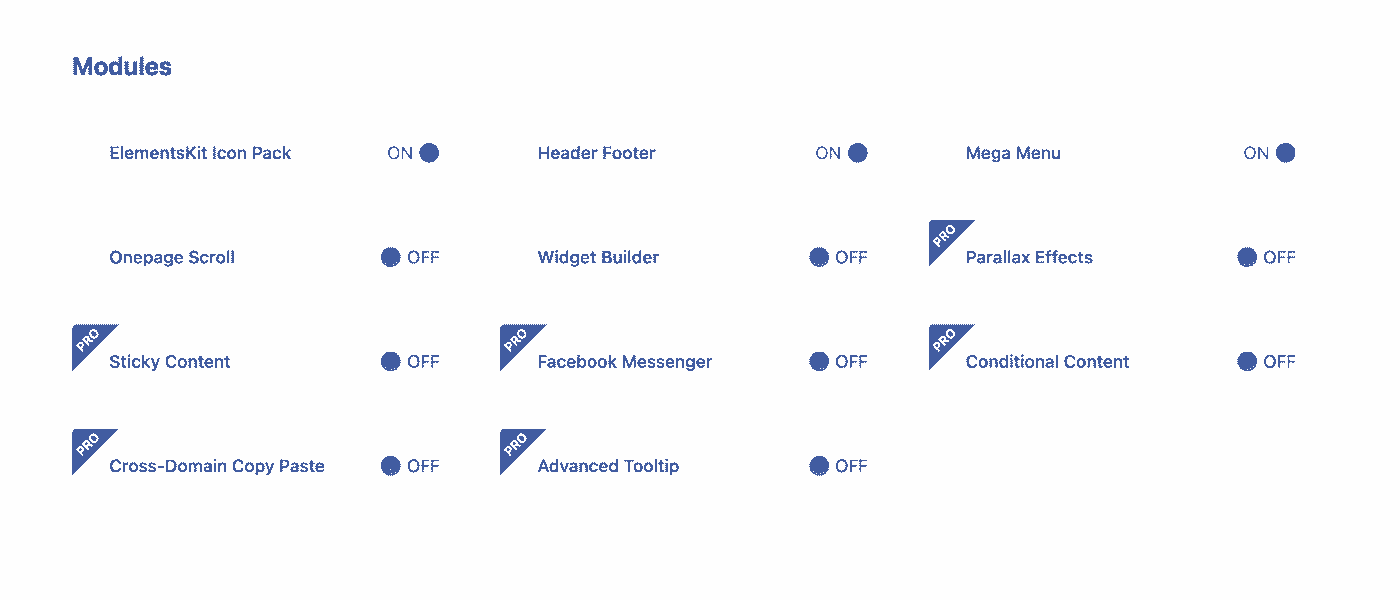 Modules
ElementsKit Icon Pack ON Header Footer ON Mega Menu ON
PRO
Onepage Scroll OFF Widget Builder OFF Parallax Effects OFF
PRO PRO PRO
Sticky Content OFF Facebook Messenger OFF Conditional Content OFF
PRO PRO
Cross-Domain Copy Paste OFF Advanced Tooltip OFF